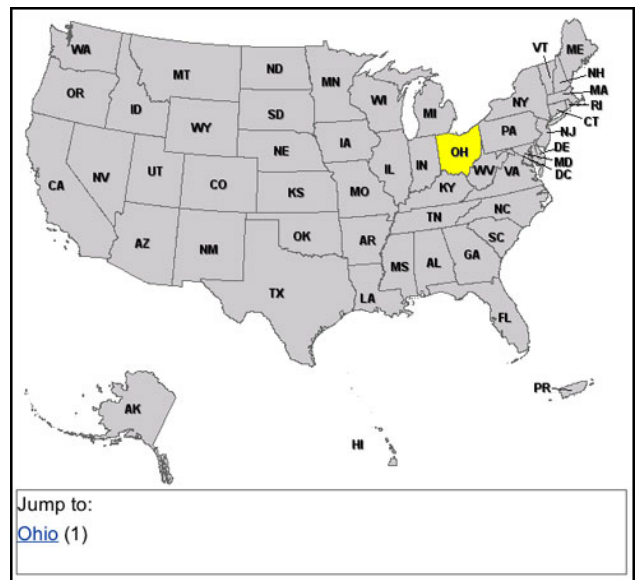 WA
MT
ND
MN
VT
ME
NH
MA
RI
CT
OR
ID
WY
SD
WI
MI
NY
PA
NJ
DE
MD
DC
CA
NV
UT
CO
NE
IA
IL
IN
OH
WV
VA
KS
MO
KY
NC
TN
SC
AZ
NM
OK
AR
MS
AL
GA
TX
LA
FL
AK
HI
PR
Jump to:
Ohio (1)